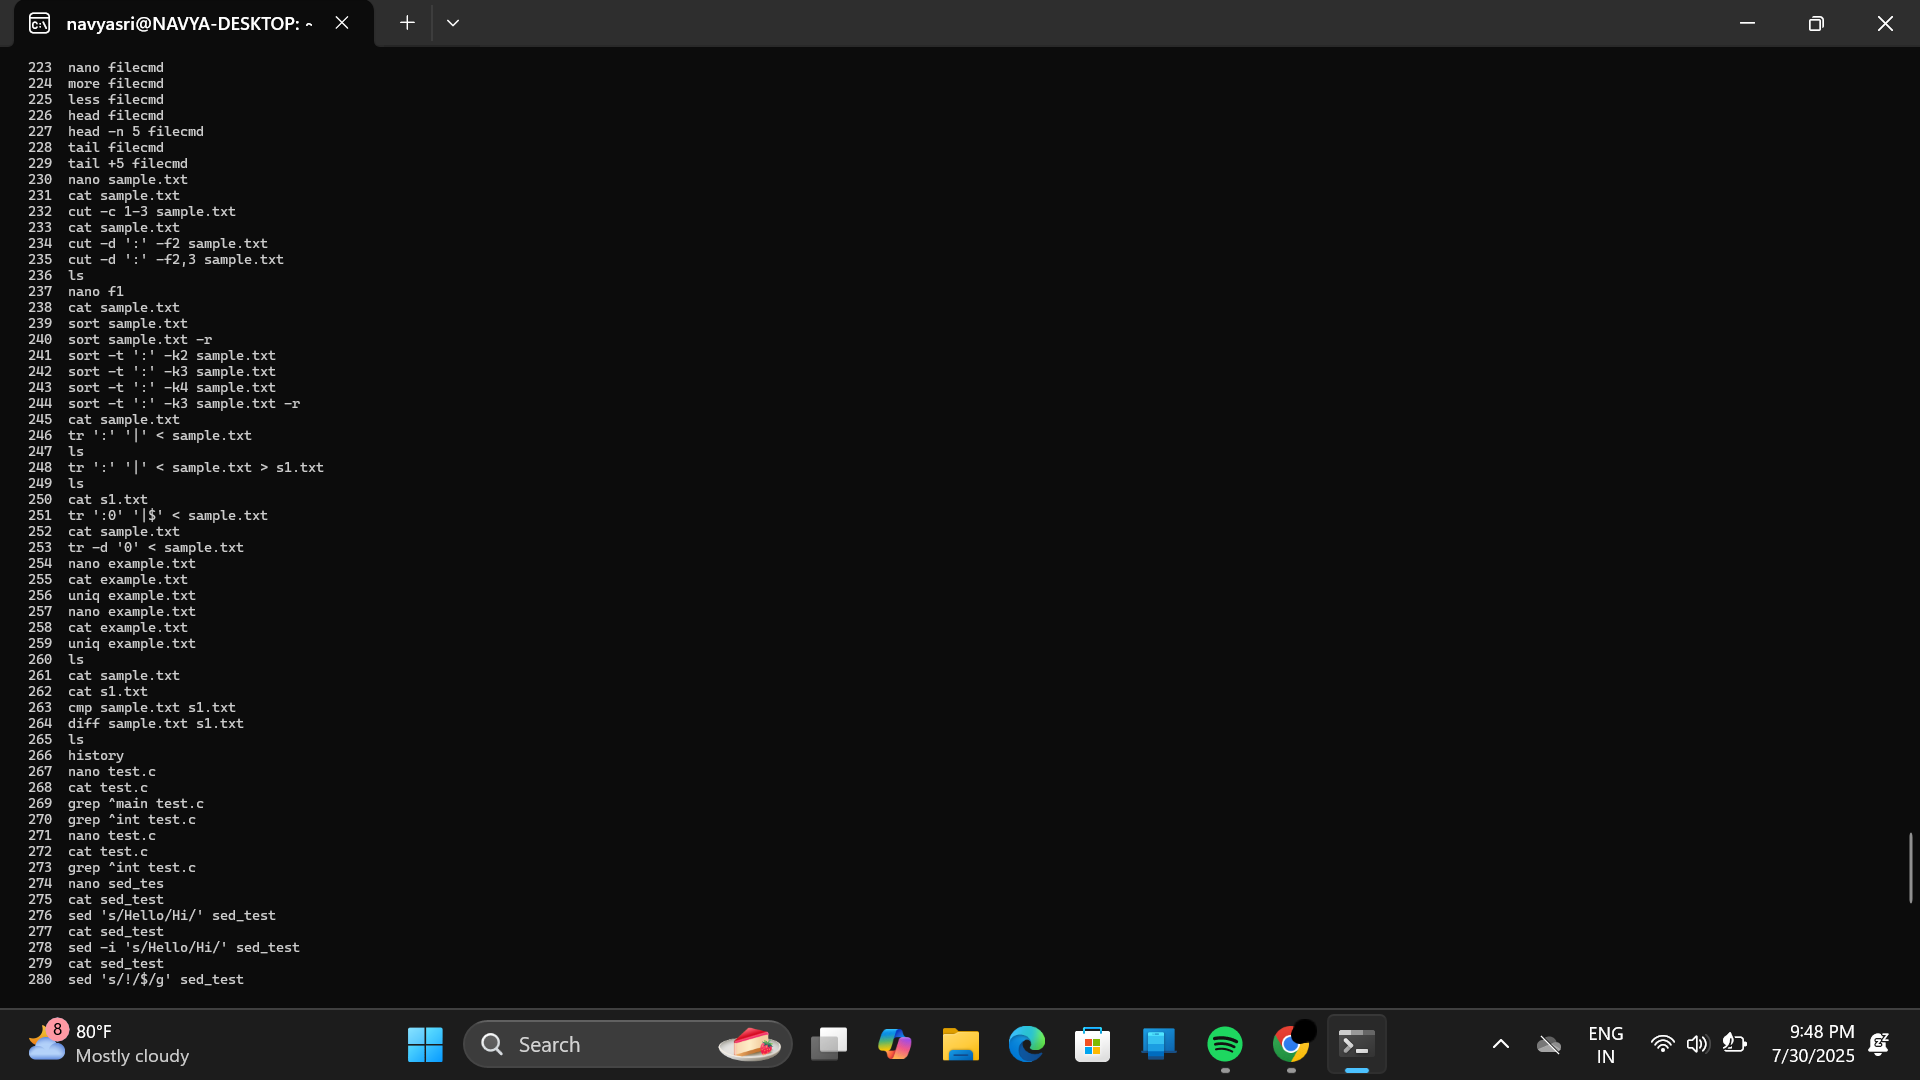 navyasri@NAVYA-DESKTOP: ~
223 nano filecmd
224 more filecmd
225 less filecmd
226 head filecmd
227 head -n 5 filecmd
228 tail filecmd
229 tail +5 filecmd
230 nano sample.txt
231 cat sample.txt
232 cut -c 1-3 sample.txt
233 cat sample.txt
234 cut -d ':' -f2 sample.txt
235 cut -d ':' -f2,3 sample.txt
236 ls
237 nano f1
238 cat sample.txt
239 sort sample.txt
240 sort sample.txt -r
241 sort -t ':' -k2 sample.txt
242 sort -t ':' -k3 sample.txt
243 sort -t ':' -k4 sample.txt
244 sort -t ':' -k3 sample.txt -r
245 cat sample.txt
246 tr ':' '|' < sample.txt
247 ls
248 tr ':' '|' < sample.txt > s1.txt
249 ls
250 cat s1.txt
251 tr ':0' '|$' < sample.txt
252 cat sample.txt
253 tr -d '0' < sample.txt
254 nano example.txt
255 cat example.txt
256 uniq example.txt
257 nano example.txt
258 cat example.txt
259 uniq example.txt
260 ls
261 cat sample.txt
262 cat s1.txt
263 cmp sample.txt s1.txt
264 diff sample.txt s1.txt
265 ls
266 history
267 nano test.c
268 cat test.c
269 grep ^main test.c
270 grep ^int test.c
271 nano test.c
272 cat test.c
273 grep ^int test.c
274 nano sed_tes
275 cat sed_test
276 sed 's/Hello/Hi/' sed_test
277 cat sed_test
278 sed -i 's/Hello/Hi/' sed_test
279 cat sed_test
280 sed 's/!/$/g' sed_test
8
80°F
Mostly cloudy
Search
ENG
IN
9:48 PM
7/30/2025